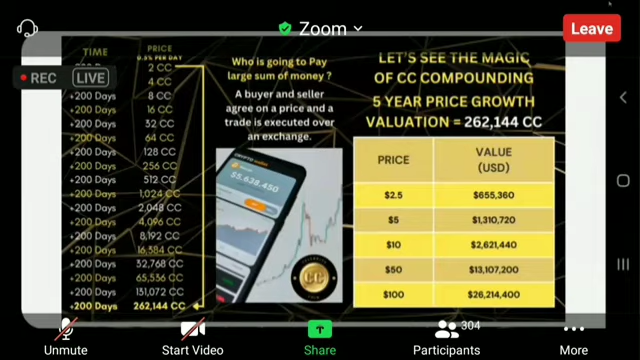 Zoom
Leave
REC
LIVE
TIME
PRICE
0.5% PER DAY
2 CC
4 CC
+200 Days 8 CC
+200 Days 16 CC
+200 Days 32 CC
+200 Days 64 CC
+200 Days 128 CC
+200 Days 256 CC
+200 Days 512 CC
+200 Days 1,024 CC
+200 Days 2,048 CC
+200 Days 4,096 CC
+200 Days 8,192 CC
+200 Days 16,384 CC
+200 Days 32,768 CC
+200 Days 65,536 CC
+200 Days 131,072 CC
+200 Days 262,144 CC
Who is going to Pay
large sum of money ?
A buyer and seller
agree on a price and a
trade is executed over
an exchange.
$5,638,450
CC
LET'S SEE THE MAGIC
OF CC COMPOUNDING
5 YEAR PRICE GROWTH
VALUATION = 262,144 CC
PRICE VALUE
(USD)
$2.5 $655,360
$5 $1,310,720
$10 $2,621,440
$50 $13,107,200
$100 $26,214,400
Unmute
Start Video
Share
304
Participants
More